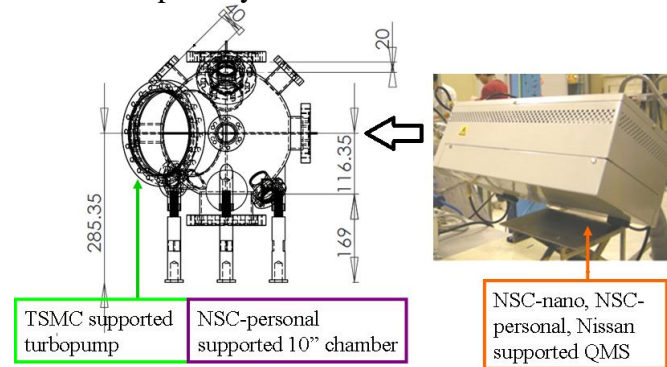 40
20
116.35
285.35
169
TSMC supported
turbopump
NSC-personal
supported 10” chamber
NSC-nano, NSC-
personal, Nissan
supported QMS